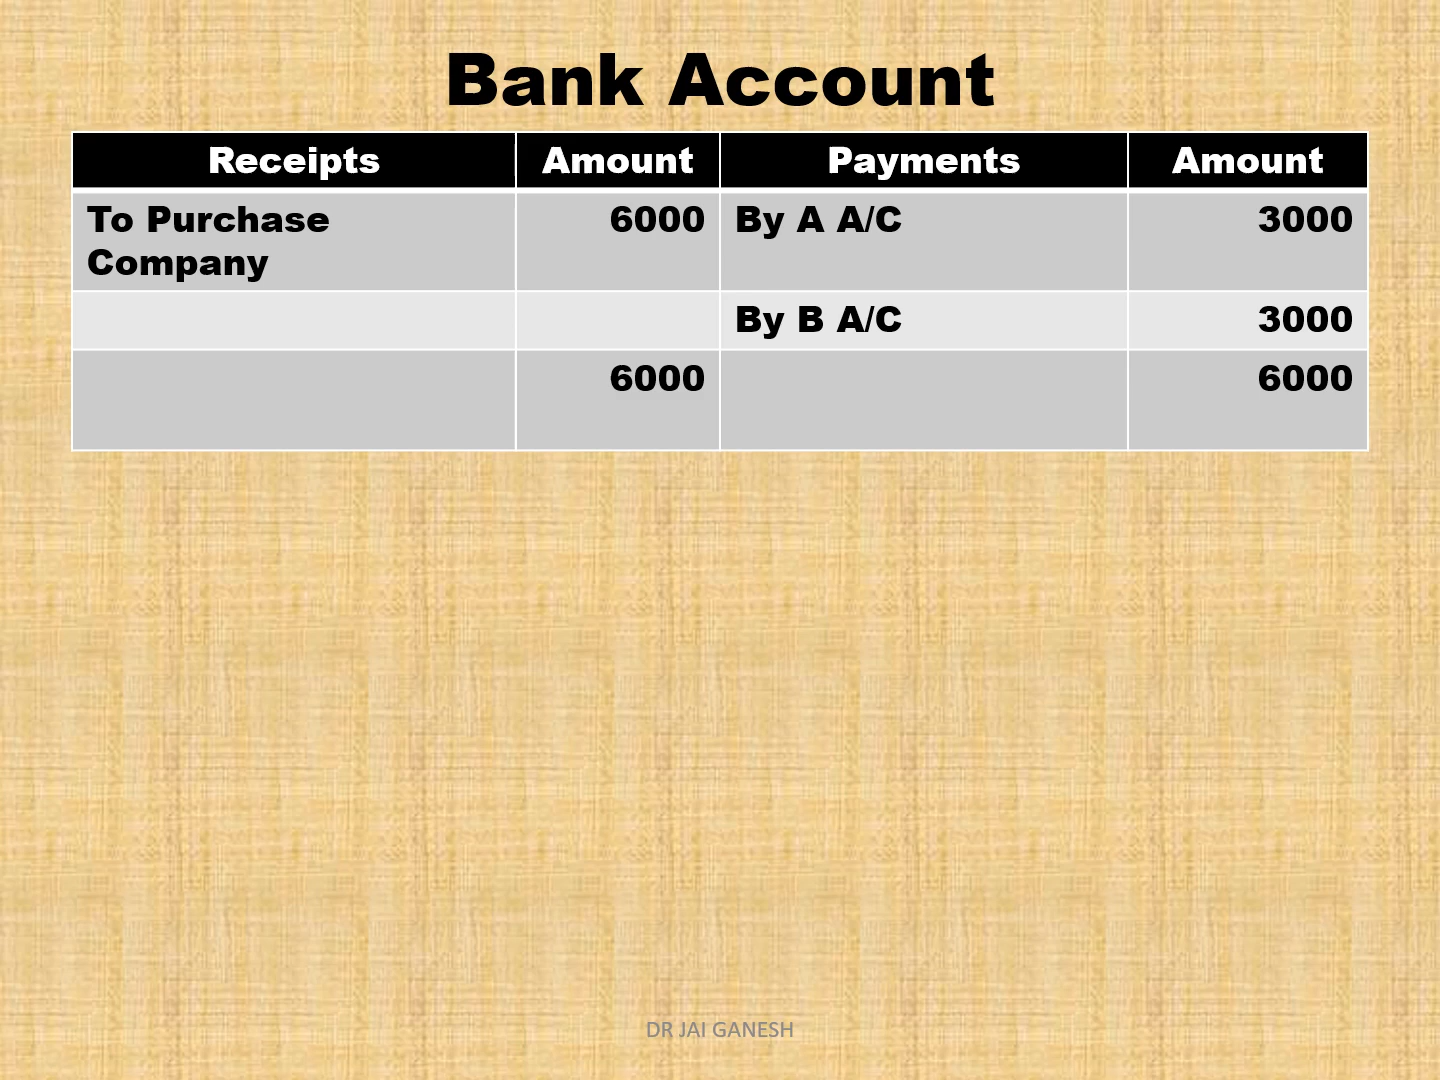 Bank Account
Receipts Amount Payments Amount
To Purchase Company 6000 By A A/C 3000
By B A/C 3000
6000 6000
DR JAI GANESH